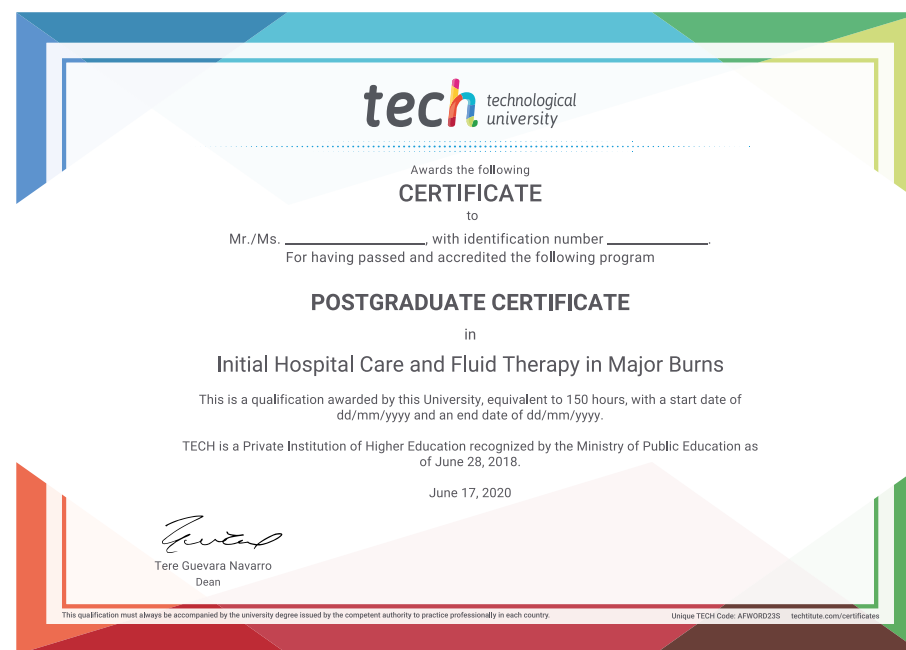 tech technological
university
Awards the following
CERTIFICATE
to
Mr./Ms. ____________, with identification number ____________.
For having passed and accredited the following program
POSTGRADUATE CERTIFICATE
in
Initial Hospital Care and Fluid Therapy in Major Burns
This is a qualification awarded by this University, equivalent to 150 hours, with a start date of
dd/mm/yyyy and an end date of dd/mm/yyyy.
TECH is a Private Institution of Higher Education recognized by the Ministry of Public Education as
of June 28, 2018.
June 17, 2020
Tere Guevara Navarro
Dean
This qualification must always be accompanied by the university degree issued by the competent authority to practice professionally in each country.
Unique TECH Code: AFWORD23S techtitute.com/certificates